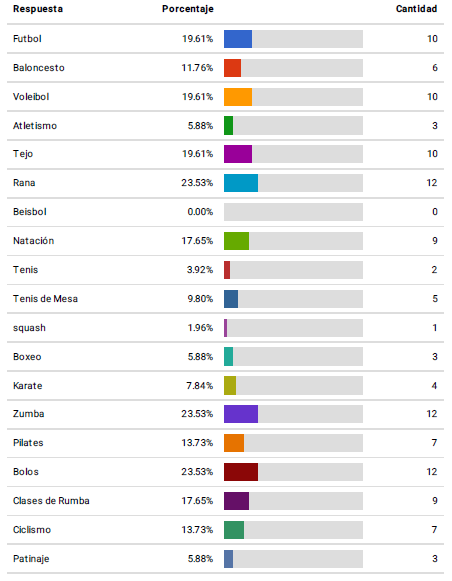 Respuesta Porcentaje Cantidad
Futbol 19.61% 10
Baloncesto 11.76% 6
Voleibol 19.61% 10
Atletismo 5.88% 3
Tejo 19.61% 10
Rana 23.53% 12
Beisbol 0.00% 0
Natación 17.65% 9
Tenis 3.92% 2
Tenis de Mesa 9.80% 5
squash 1.96% 1
Boxeo 5.88% 3
Karate 7.84% 4
Zumba 23.53% 12
Pilates 13.73% 7
Bolos 23.53% 12
Clases de Rumba 17.65% 9
Ciclismo 13.73% 7
Patinaje 5.88% 3